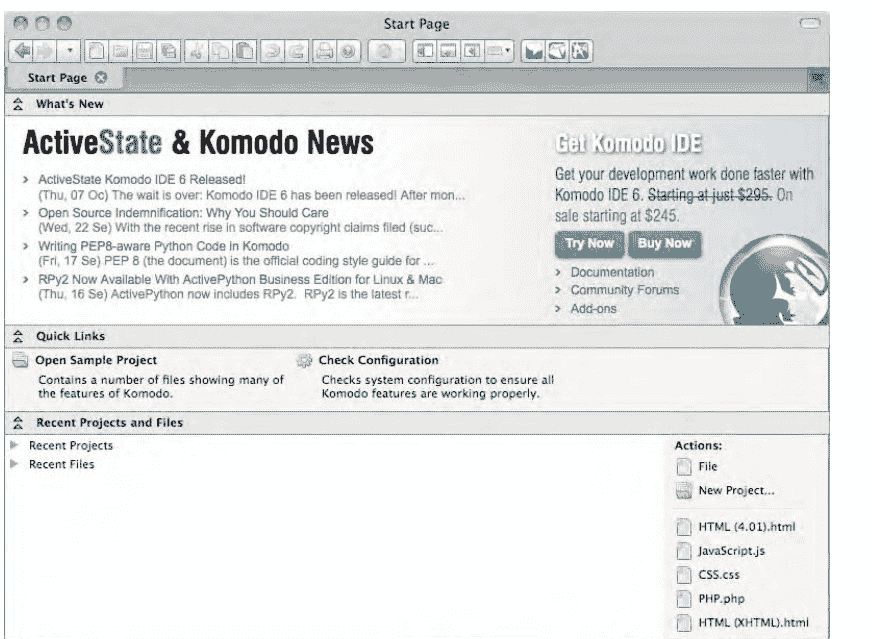 Start Page
Start Page
What's New
ActiveState & Komodo News
ActiveState Komodo IDE 6 Released!
(Thu, 07 Oc) The wait is over: Komodo IDE 6 has been released! After mon...
Open Source Indemnification: Why You Should Care
(Wed, 22 Se) With the recent rise in software copyright claims filed (suc...
Writing PEP8-aware Python Code in Komodo
(Fri, 17 Se) PEP 8 (the document) is the official coding style guide for ...
RPy2 Now Available With ActivePython Business Edition for Linux & Mac
(Thu, 16 Se) ActivePython now includes RPy2. RPy2 is the latest r...
Get Komodo IDE
Get your development work done faster with
Komodo IDE 6. Starting at just $295. On
sale starting at $245.
Try Now Buy Now
Documentation
Community Forums
Add-ons
Quick Links
Open Sample Project
Contains a number of files showing many of
the features of Komodo.
Check Configuration
Checks system configuration to ensure all
Komodo features are working properly.
Recent Projects and Files
Recent Projects
Recent Files
Actions:
File
New Project...
HTML (4.01).html
JavaScript.js
CSS.css
PHP.php
HTML (XHTML).html